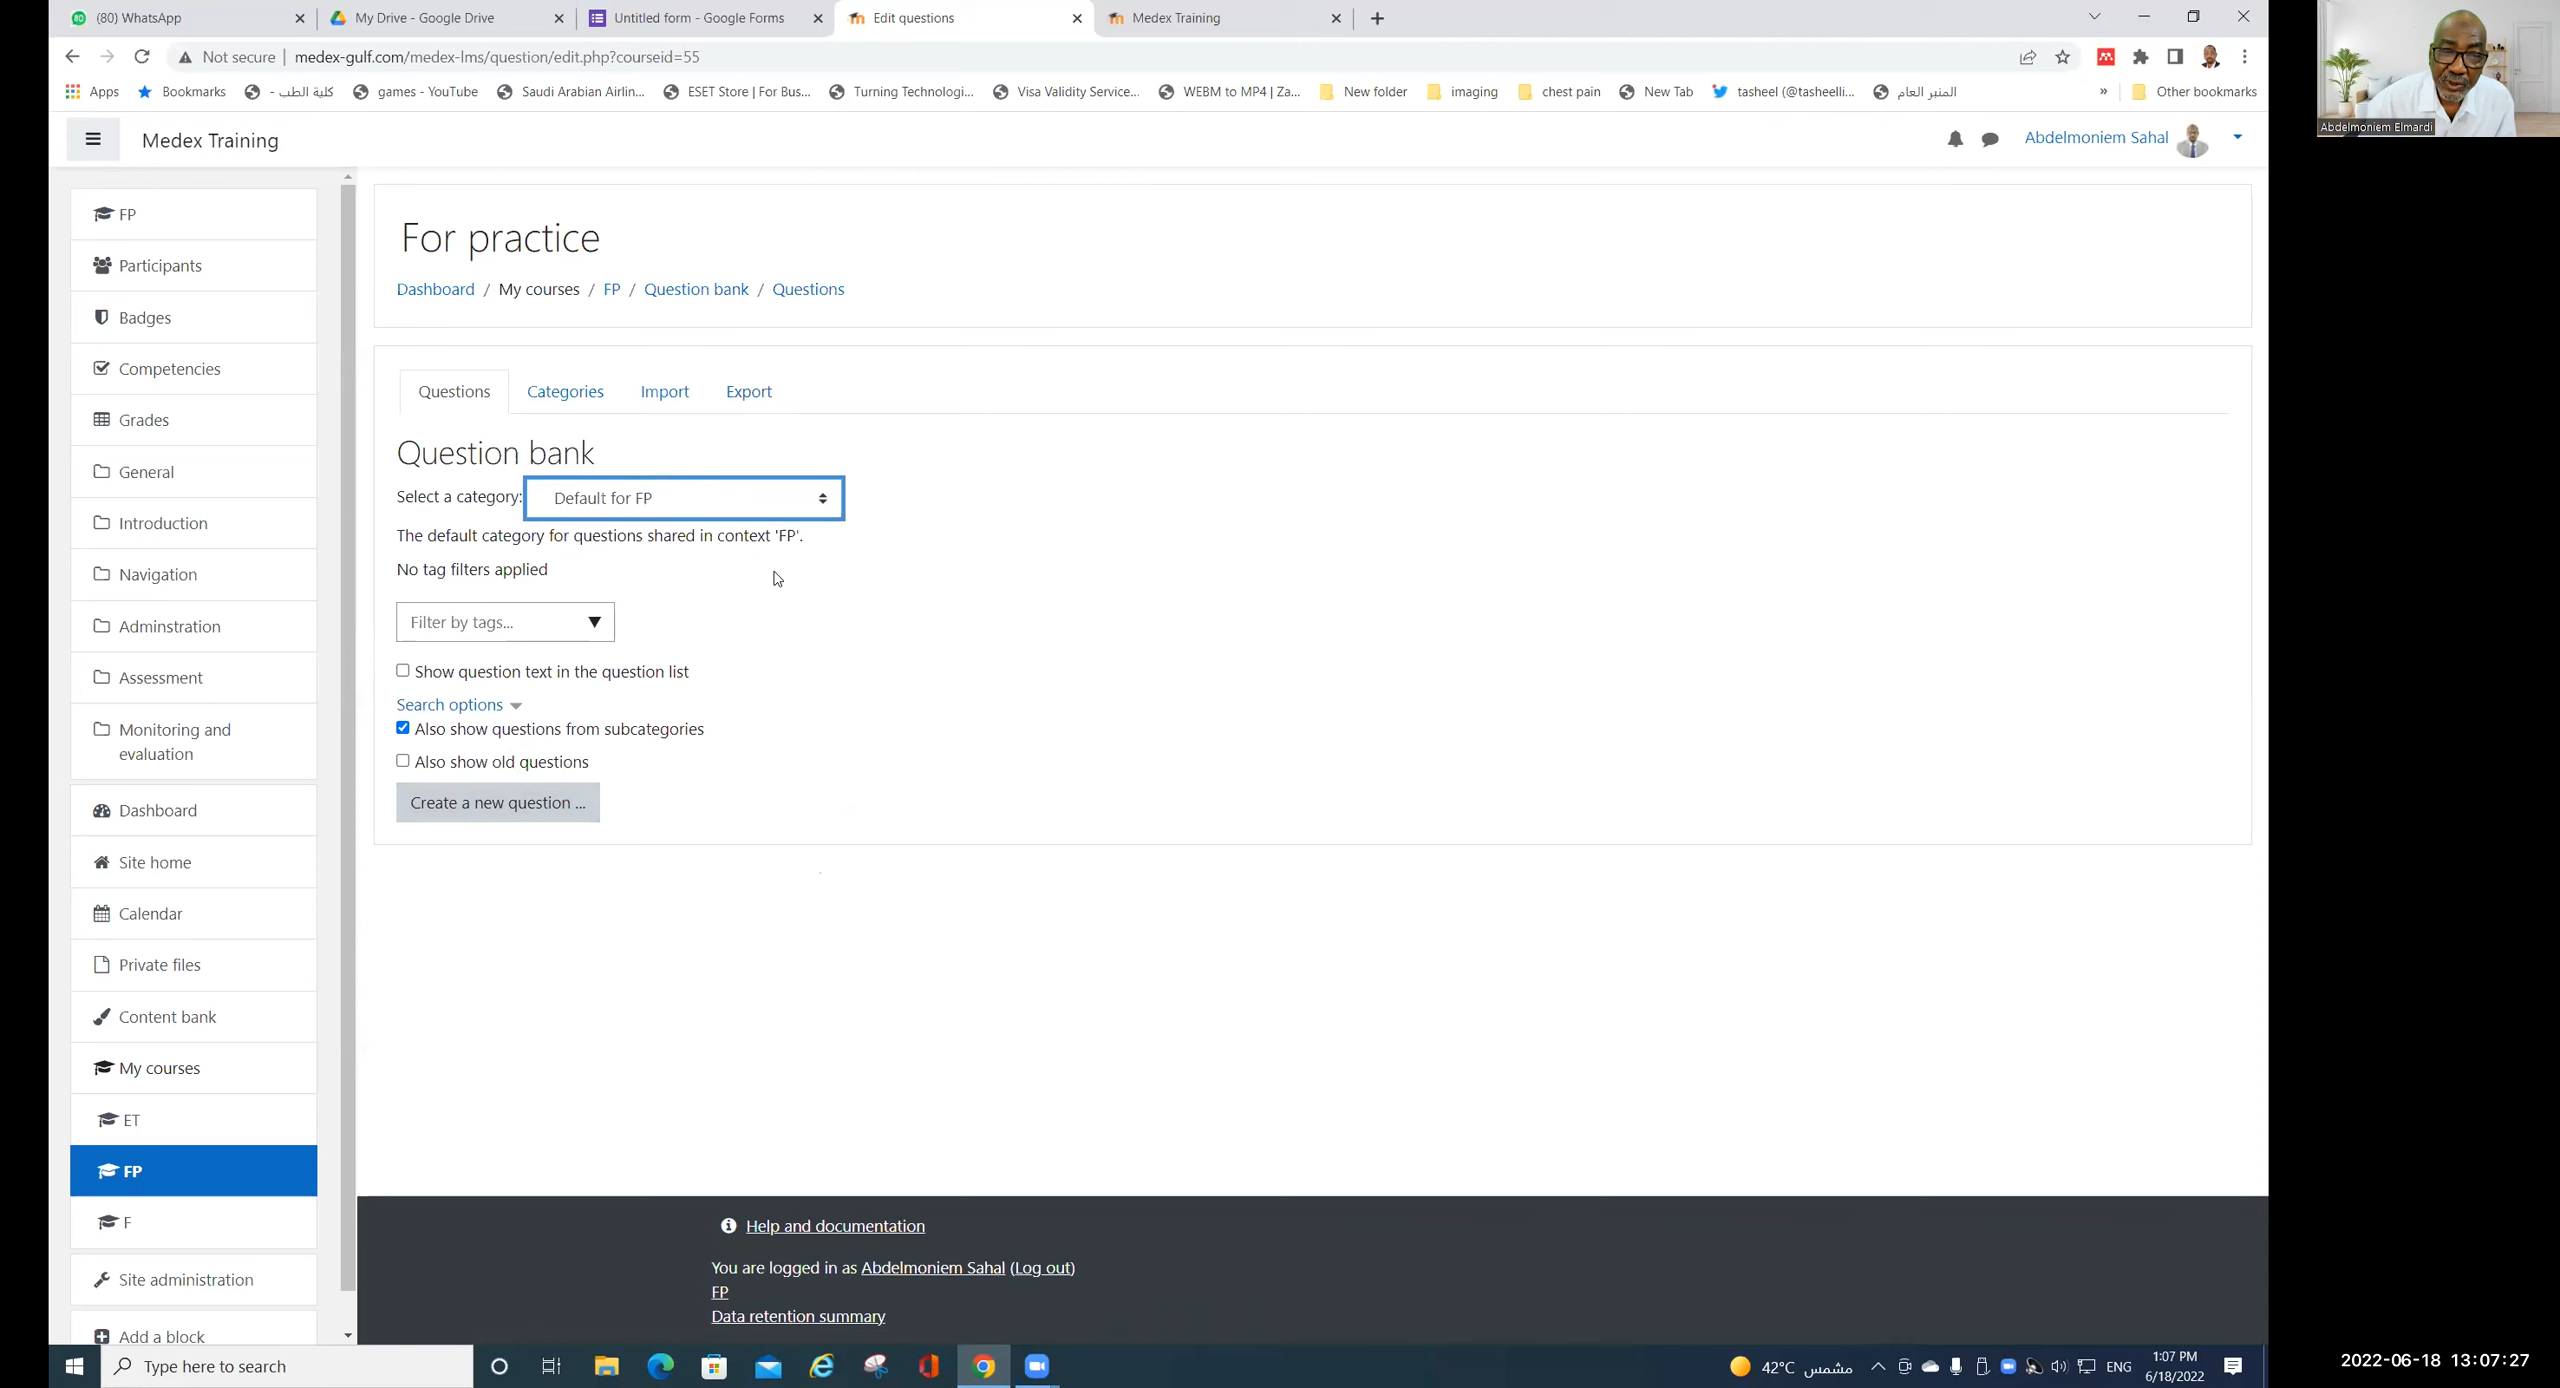 (80) WhatsApp
My Drive - Google Drive
Untitled form - Google Forms
Edit questions
Medex Training
Not secure | medex-gulf.com/medex-lms/question/edit.php?courseid=55
Apps
Bookmarks
كلية الطب -
games - YouTube
Saudi Arabian Airlin...
ESET Store | For Bus...
Turning Technologi...
Visa Validity Service...
WEBM to MP4 | Za...
New folder
imaging
chest pain
New Tab
tasheel (@tasheelli...
المنبر العام
»
Other bookmarks
Abdelmoniem Elmardi
Medex Training
Abdelmoniem Sahal
FP
Participants
Badges
Competencies
Grades
General
Introduction
Navigation
Adminstration
Assessment
Monitoring and
evaluation
Dashboard
Site home
Calendar
Private files
Content bank
My courses
ET
FP
F
Site administration
Add a block
For practice
Dashboard / My courses / FP / Question bank / Questions
Questions
Categories
Import
Export
Question bank
Select a category: Default for FP
The default category for questions shared in context 'FP'.
No tag filters applied
Filter by tags...
Show question text in the question list
Search options
Also show questions from subcategories
Also show old questions
Create a new question ...
Help and documentation
You are logged in as Abdelmoniem Sahal (Log out)
FP
Data retention summary
Type here to search
42°C مشمس
ENG
1:07 PM
6/18/2022
2022-06-18 13:07:27